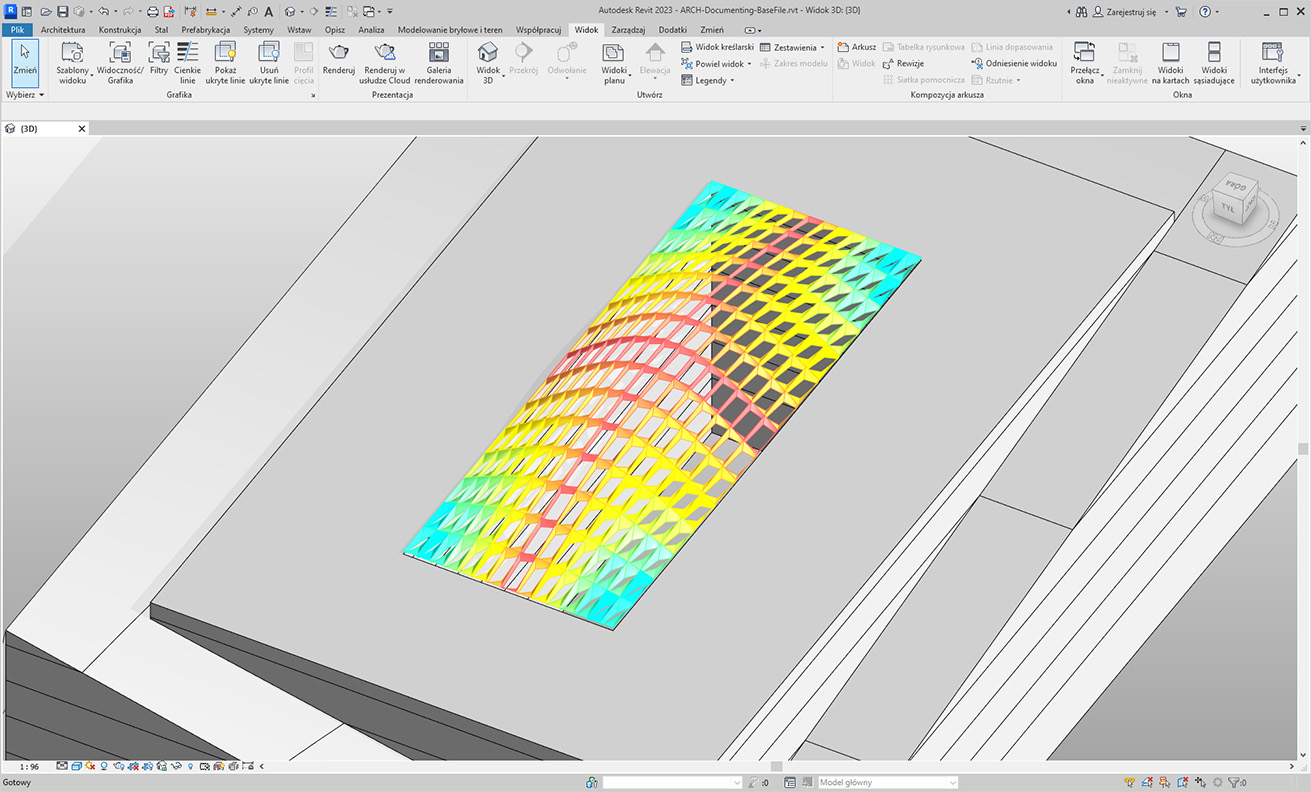 Autodesk Revit 2023 - ARCH-Documenting-BaseFile.rvt - Widok 3D: {3D}
Zarejestruj się
Plik Architektura Konstrukcja Stal Prefabrykacja Systemy Wstaw Opisz Analiza Modelowanie bryłowe i teren Współpracuj Widok Zarządzaj Dodatki Zmień
Zmień
Szablony widoku
Widoczność/ Grafika
Filtry
Cienkie linie
Pokaż ukryte linie
Usuń ukryte linie
Profil cięcia
Renderuj
Renderuj w usłudze Cloud
Galeria renderowania
Widok 3D
Przekrój
Odwołanie
Widoki planu
Elewacja
Widok kreślarski
Powiel widok
Legendy
Zestawienia
Zakres modelu
Arkusz
Widok
Tabelka rysunkowa
Rewizje
Siatka pomocnicza
Linia dopasowania
Odniesienie widoku
Rzutnie
Przełącz okna
Zamknij nieaktywne
Widoki na kartach
Widoki sąsiadujące
Interfejs użytkownika
Wybierz
Grafika
Prezentacja
Utwórz
Kompozycja arkusza
Okna
{3D}
GÓRA
TYŁ
1 : 96
Gotowy
:0
Model główny
:0